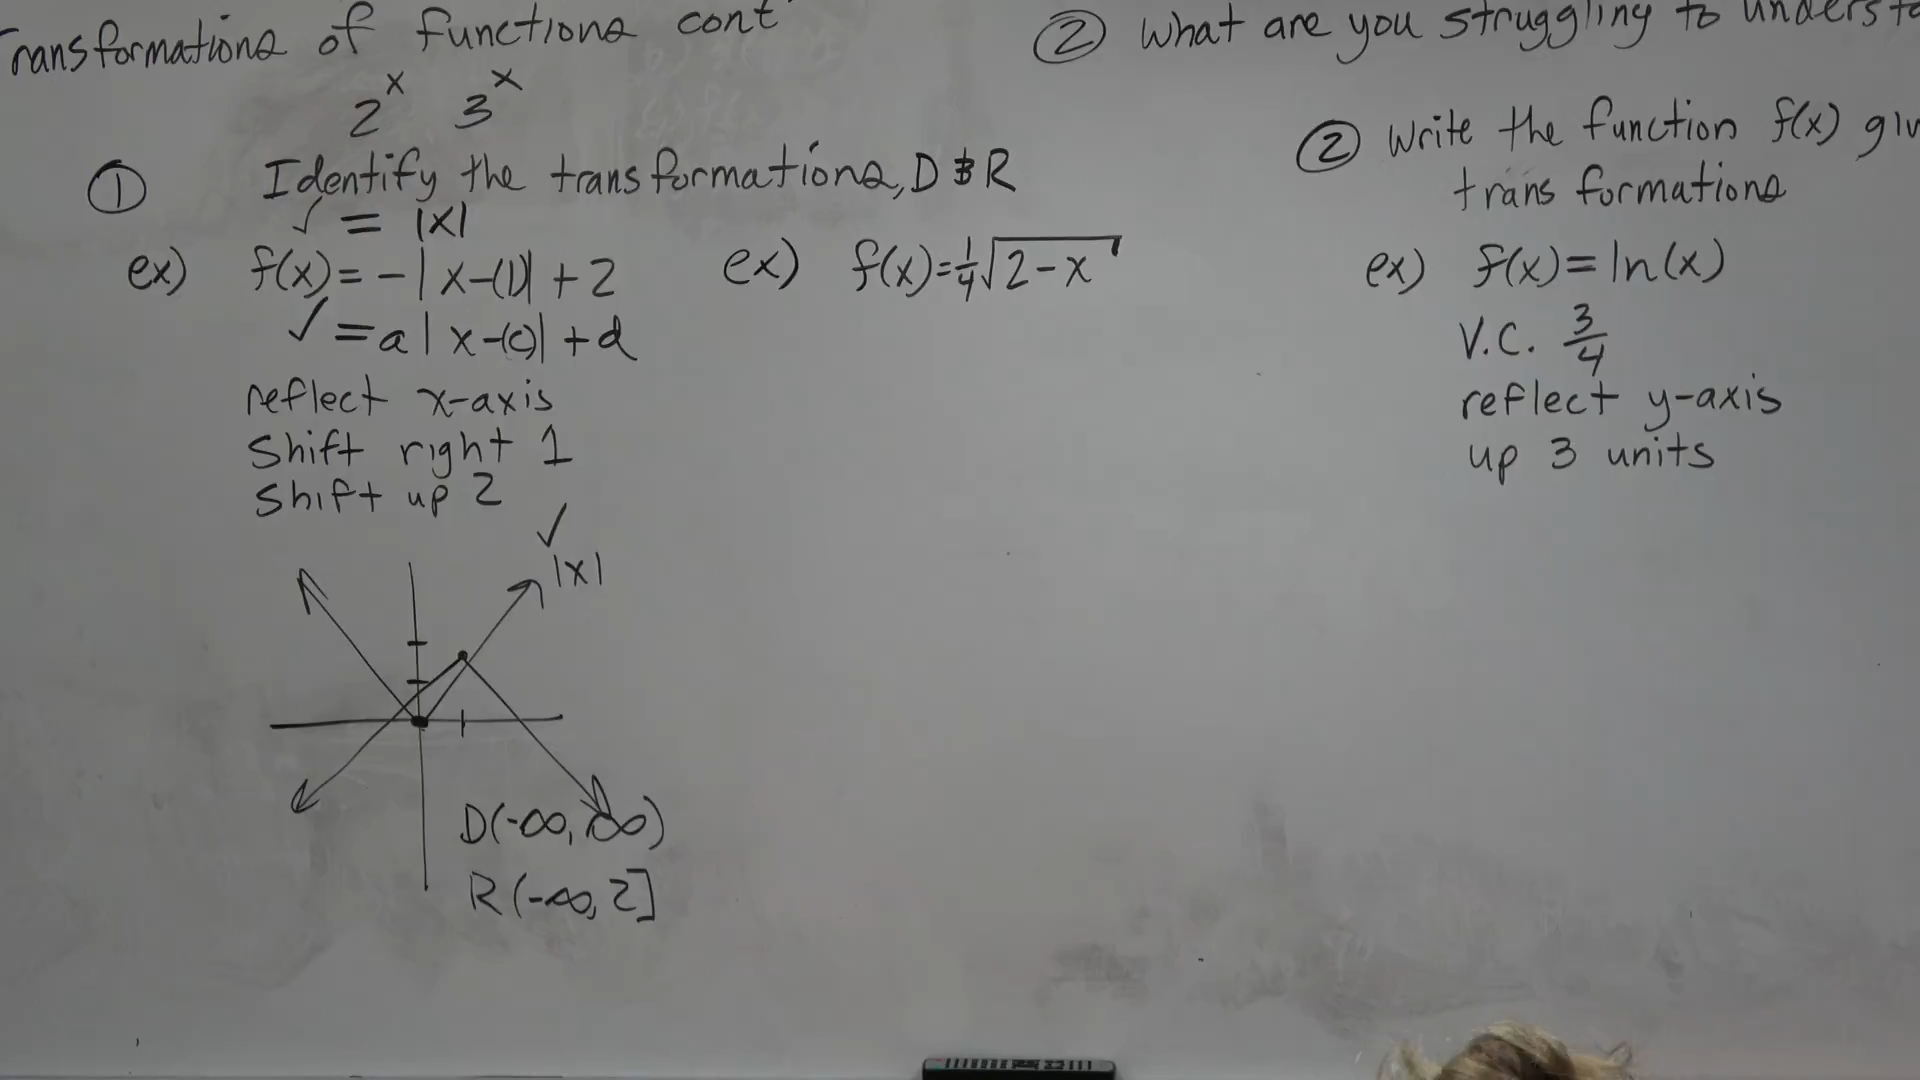 Transformations of functions cont'
2^x 3^x
① Identify the transformations, D & R
✓ = |x|
ex) f(x) = -|x-(1)| + 2
✓ = a|x-(c)| + d
reflect x-axis
Shift right 1
Shift up 2
✓
|x|
D(-∞, ∞)
R(-∞, 2]
ex) f(x) = 1/4 √(2-x)
② What are you struggling to
② Write the function f(x)
transformations
ex) f(x) = ln(x)
V.C. 3/4
reflect y-axis
up 3 units